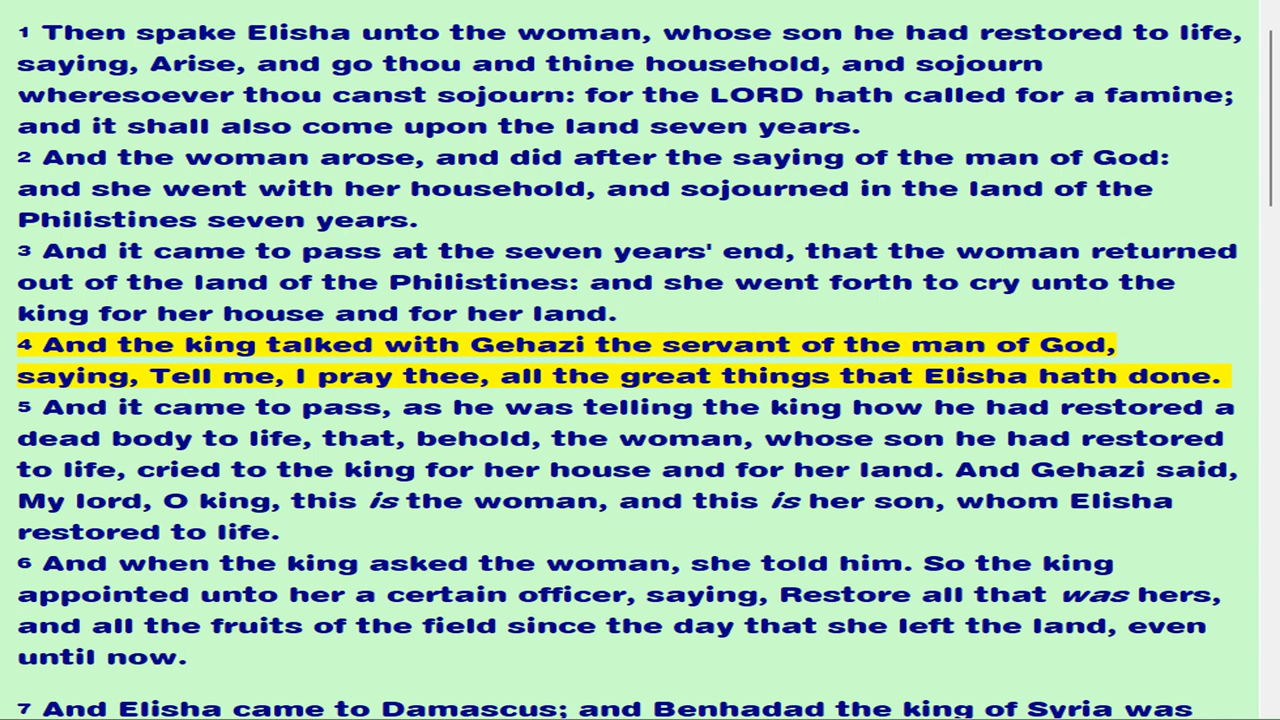 1 Then spake Elisha unto the woman, whose son he had restored to life,
saying, Arise, and go thou and thine household, and sojourn
wheresoever thou canst sojourn: for the LORD hath called for a famine;
and it shall also come upon the land seven years.
2 And the woman arose, and did after the saying of the man of God:
and she went with her household, and sojourned in the land of the
Philistines seven years.
3 And it came to pass at the seven years' end, that the woman returned
out of the land of the Philistines: and she went forth to cry unto the
king for her house and for her land.
4 And the king talked with Gehazi the servant of the man of God,
saying, Tell me, I pray thee, all the great things that Elisha hath done.
5 And it came to pass, as he was telling the king how he had restored a
dead body to life, that, behold, the woman, whose son he had restored
to life, cried to the king for her house and for her land. And Gehazi said,
My lord, O king, this is the woman, and this is her son, whom Elisha
restored to life.
6 And when the king asked the woman, she told him. So the king
appointed unto her a certain officer, saying, Restore all that was hers,
and all the fruits of the field since the day that she left the land, even
until now.
7 And Elisha came to Damascus; and Benhadad the king of Syria was